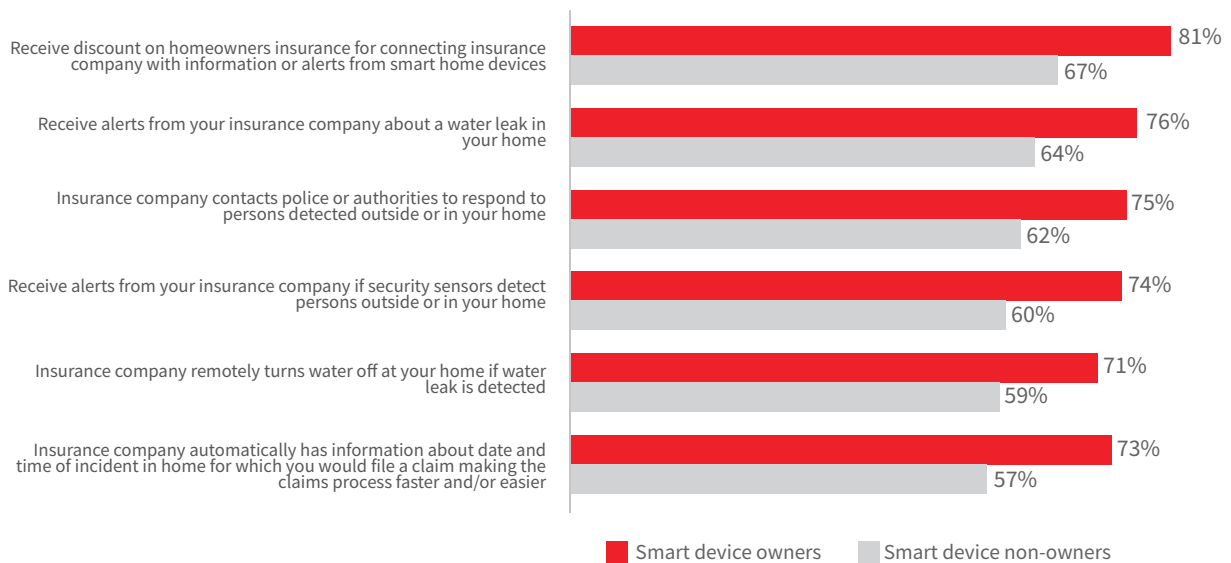 Receive discount on homeowners insurance for connecting insurance
company with information or alerts from smart home devices
81%
67%
Receive alerts from your insurance company about a water leak in
your home
76%
64%
Insurance company contacts police or authorities to respond to
persons detected outside or in your home
75%
62%
Receive alerts from your insurance company if security sensors detect
persons outside or in your home
74%
60%
Insurance company remotely turns water off at your home if water
leak is detected
71%
59%
Insurance company automatically has information about date and
time of incident in home for which you would file a claim making the
claims process faster and/or easier
73%
57%
Smart device owners
Smart device non-owners